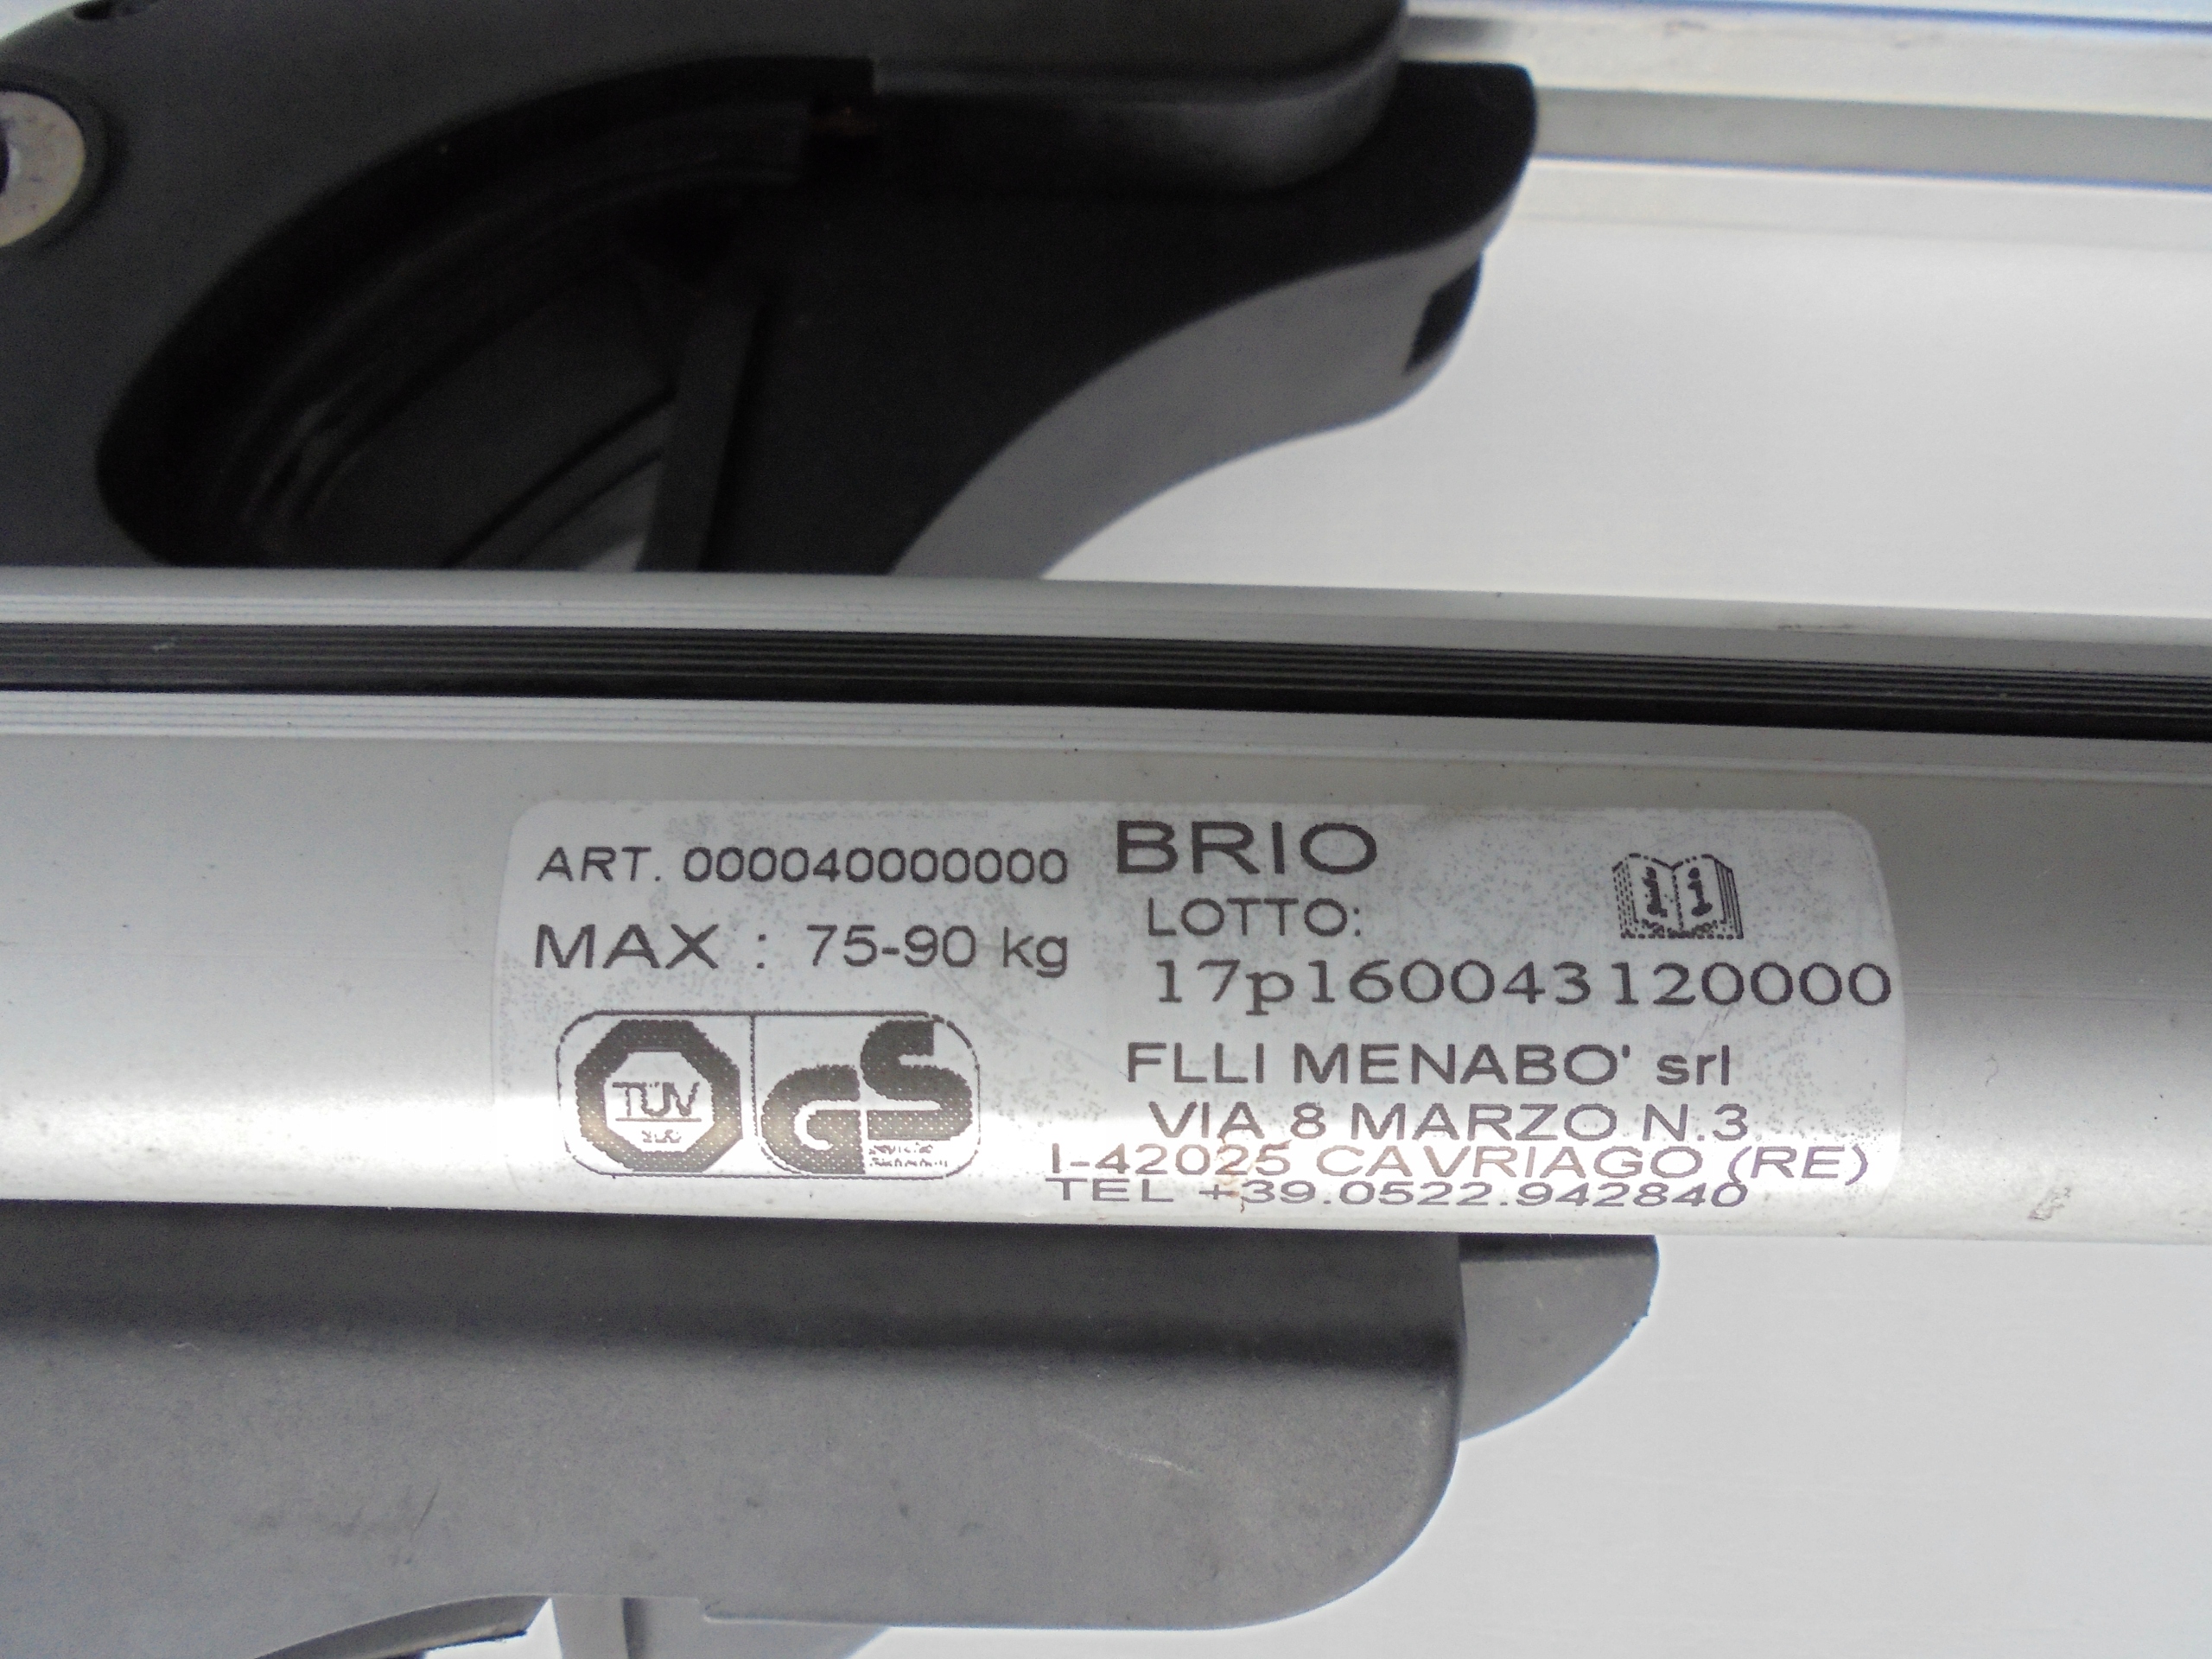 ART. 000040000000
MAX : 75-90 kg
TÜV
GS
BRIO
LOTTO:
17p160043120000
FLLI MENABO' srl
VIA 8 MARZO N.3
I-42025 CAVRIAGO (RE)
TEL +39.0522.942840